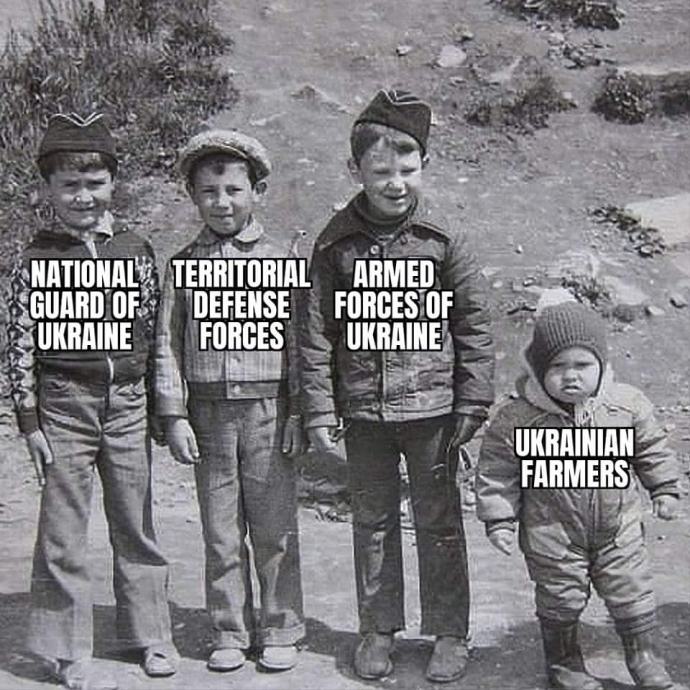 NATIONAL
GUARD OF
UKRAINE
TERRITORIAL
DEFENSE
FORCES
ARMED
FORCES OF
UKRAINE
UKRAINIAN
FARMERS